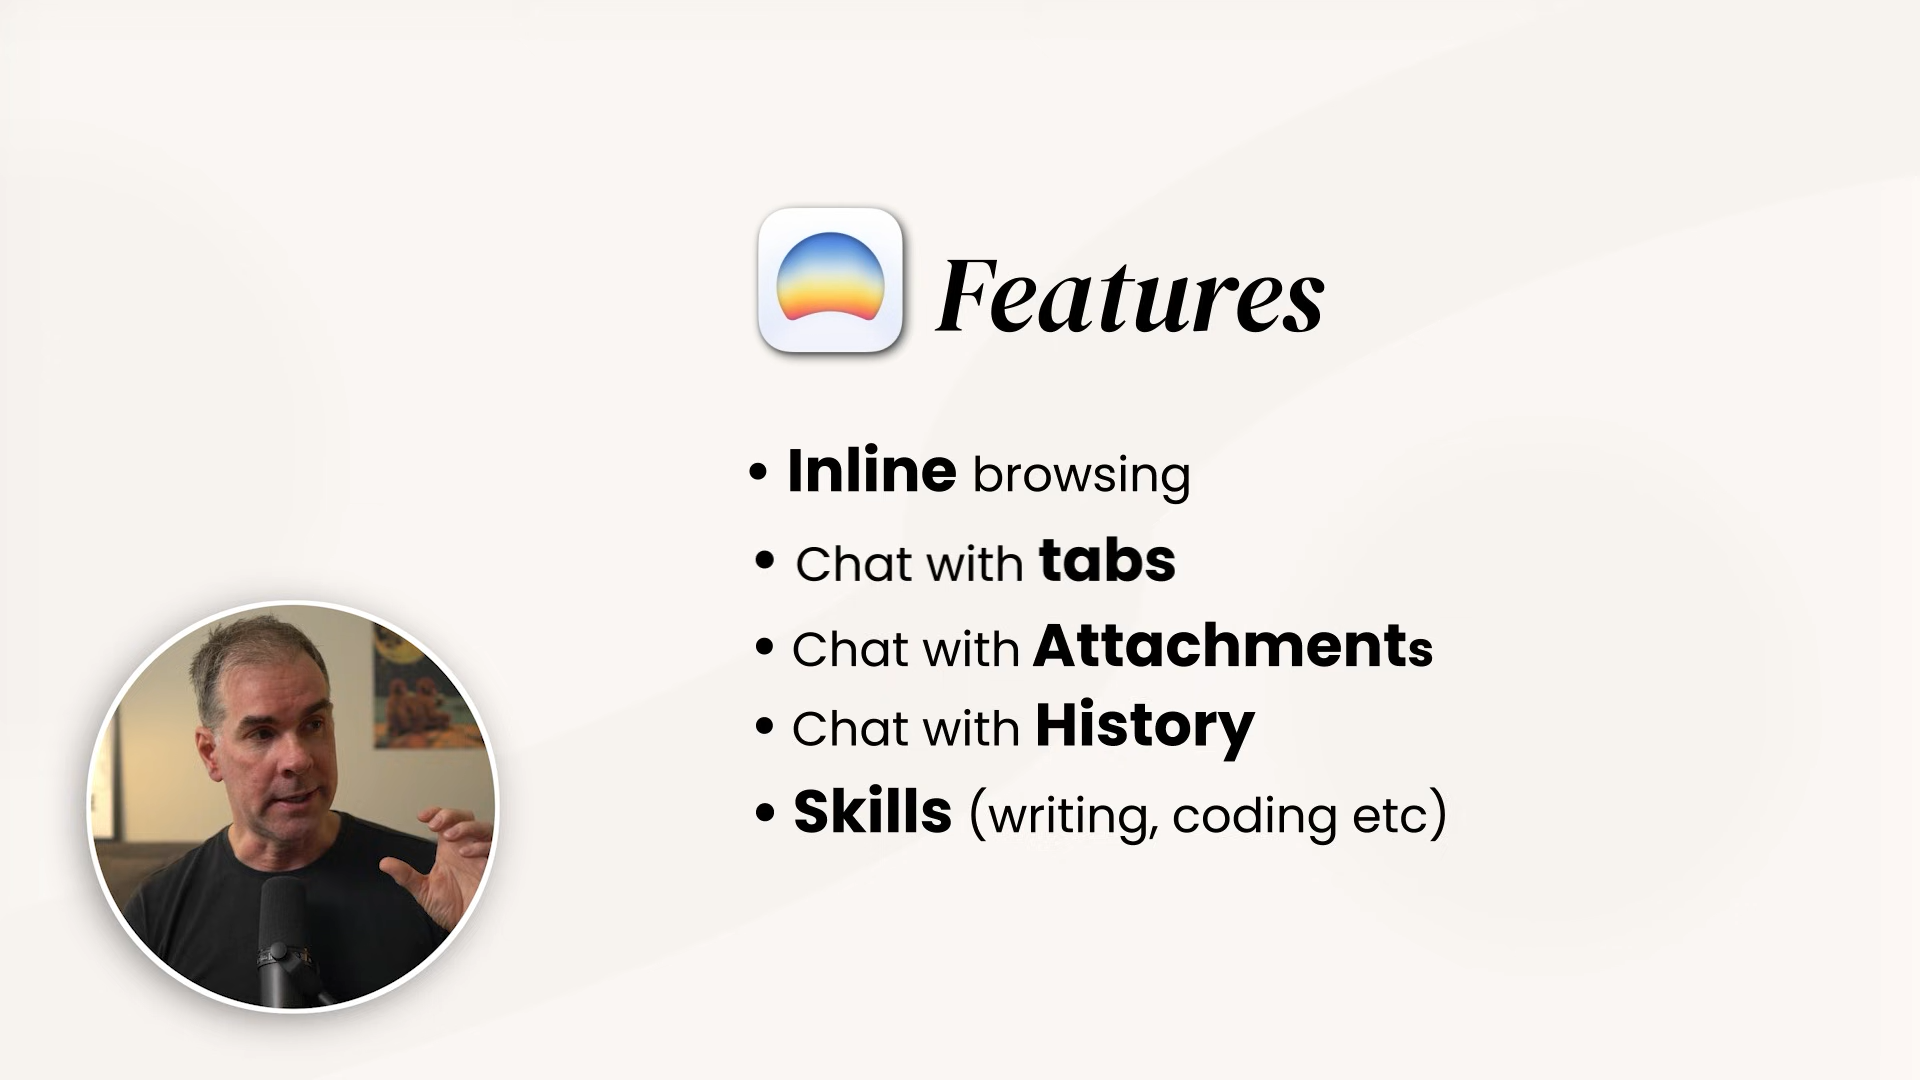 Features
• Inline browsing
• Chat with tabs
• Chat with Attachments
• Chat with History
• Skills (writing, coding etc)